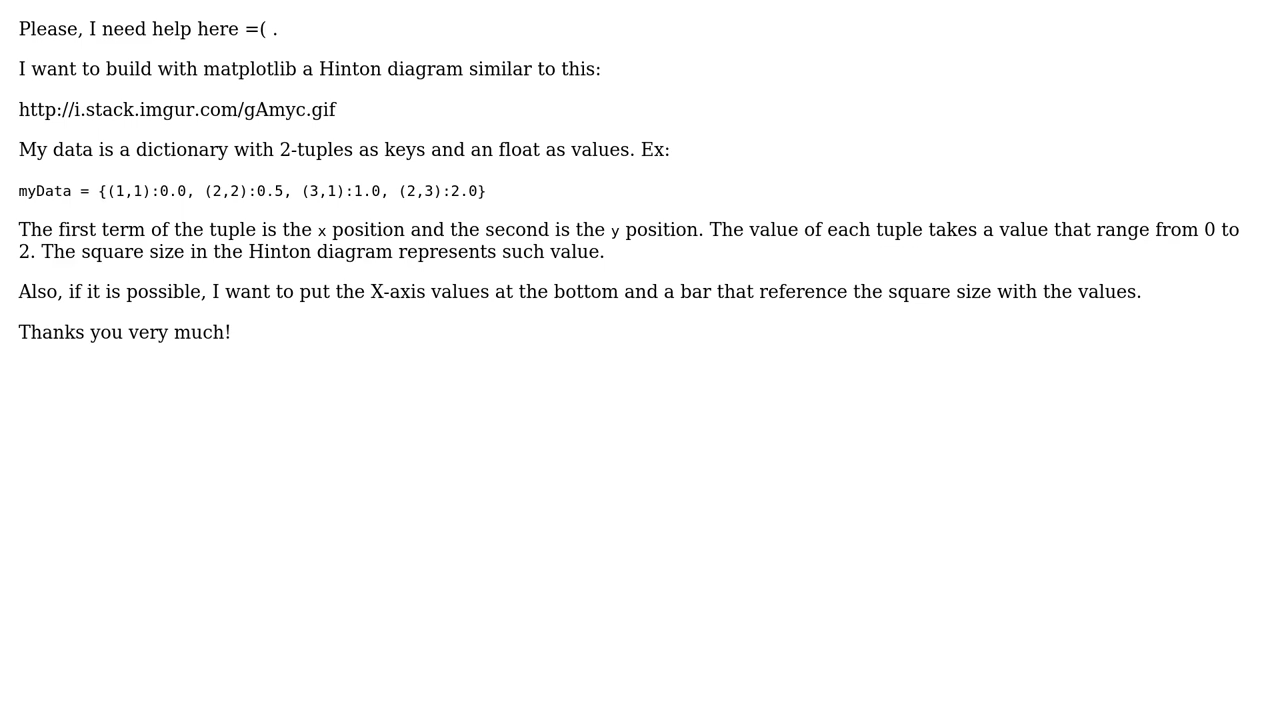 Please, I need help here =( .
I want to build with matplotlib a Hinton diagram similar to this:
http://i.stack.imgur.com/gAmyc.gif
My data is a dictionary with 2-tuples as keys and an float as values. Ex:
myData = {(1,1):0.0, (2,2):0.5, (3,1):1.0, (2,3):2.0}
The first term of the tuple is the x position and the second is the y position. The value of each tuple takes a value that range from 0 to
2. The square size in the Hinton diagram represents such value.
Also, if it is possible, I want to put the X-axis values at the bottom and a bar that reference the square size with the values.
Thanks you very much!